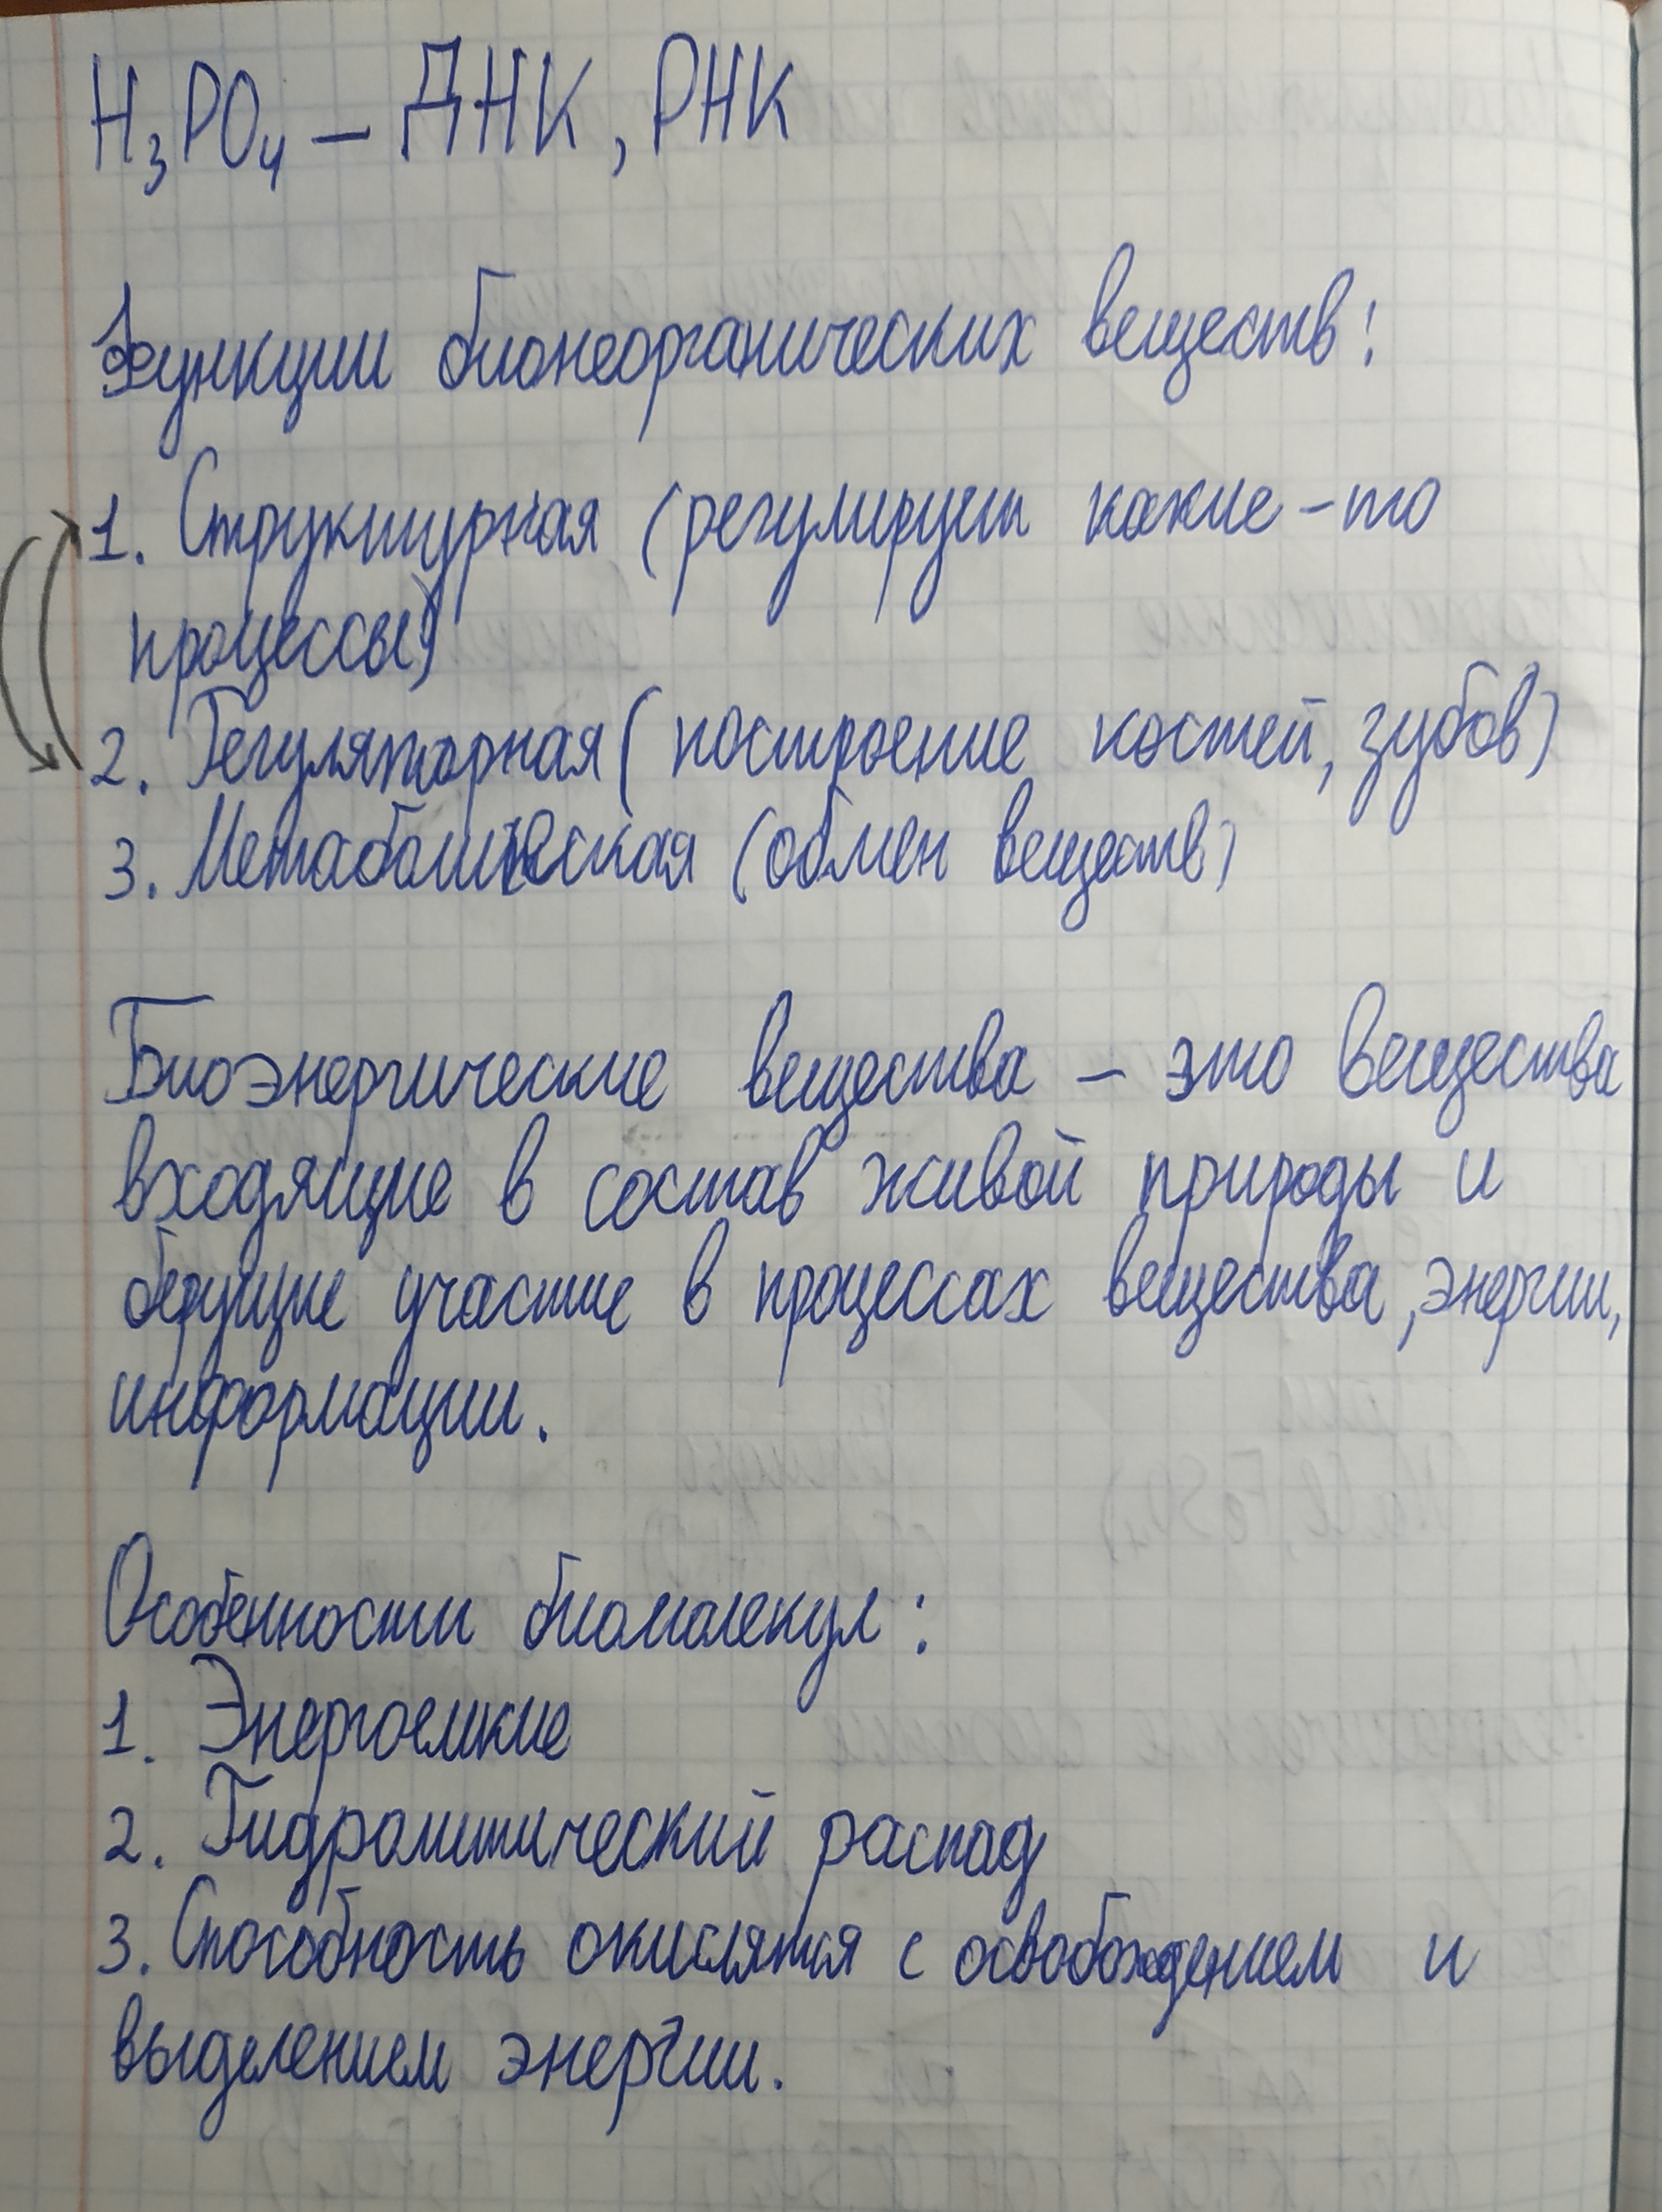 H₃PO₄ – ДНК, РНК
Функции бионеорганических веществ:
1. Структурная (регулирует какие-то
процессы)
2. Регуляторная (построение костей, зубов)
3. Метаболическая (обмен веществ)
Биоэнергические вещества – это вещества
входящие в состав живой природы и
берущие участие в процессах вещества, энергии,
информации.
Особенности биомолекул:
1. Энергоемкие
2. Гидролитический распад
3. Способность окислятся с освобождением и
выделением энергии.